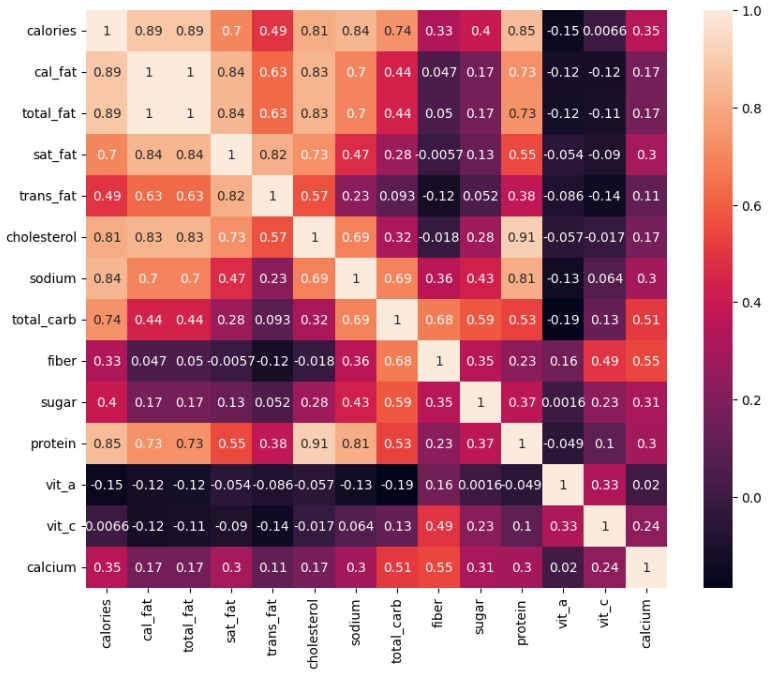 calories 1 0.89 0.89 0.7 0.49 0.81 0.84 0.74 0.33 0.4 0.85 -0.15 0.0066 0.35
cal_fat 0.89 1 1 0.84 0.63 0.83 0.7 0.44 0.047 0.17 0.73 -0.12 -0.12 0.17
total_fat 0.89 1 1 0.84 0.63 0.83 0.7 0.44 0.05 0.17 0.73 -0.12 -0.11 0.17
sat_fat 0.7 0.84 0.84 1 0.82 0.73 0.47 0.28 -0.0057 0.13 0.55 -0.054 -0.09 0.3
trans_fat 0.49 0.63 0.63 0.82 1 0.57 0.23 0.093 -0.12 0.052 0.38 -0.086 -0.14 0.11
cholesterol 0.81 0.83 0.83 0.73 0.57 1 0.69 0.32 -0.018 0.28 0.91 -0.057 -0.017 0.17
sodium 0.84 0.7 0.7 0.47 0.23 0.69 1 0.69 0.36 0.43 0.81 -0.13 0.064 0.3
total_carb 0.74 0.44 0.44 0.28 0.093 0.32 0.69 1 0.68 0.59 0.53 -0.19 0.13 0.51
fiber 0.33 0.047 0.05 -0.0057 -0.12 -0.018 0.36 0.68 1 0.35 0.23 0.16 0.49 0.55
sugar 0.4 0.17 0.17 0.13 0.052 0.28 0.43 0.59 0.35 1 0.37 0.0016 0.23 0.31
protein 0.85 0.73 0.73 0.55 0.38 0.91 0.81 0.53 0.23 0.37 1 -0.049 0.1 0.3
vit_a -0.15 -0.12 -0.12 -0.054 -0.086 -0.057 -0.13 -0.19 0.16 0.0016 -0.049 1 0.33 0.02
vit_c 0.0066 -0.12 -0.11 -0.09 -0.14 -0.017 0.064 0.13 0.49 0.23 0.1 0.33 1 0.24
calcium 0.35 0.17 0.17 0.3 0.11 0.17 0.3 0.51 0.55 0.31 0.3 0.02 0.24 1
calories cal_fat total_fat sat_fat trans_fat cholesterol sodium total_carb fiber sugar protein vit_a vit_c calcium
1.0
0.8
0.6
0.4
0.2
0.0